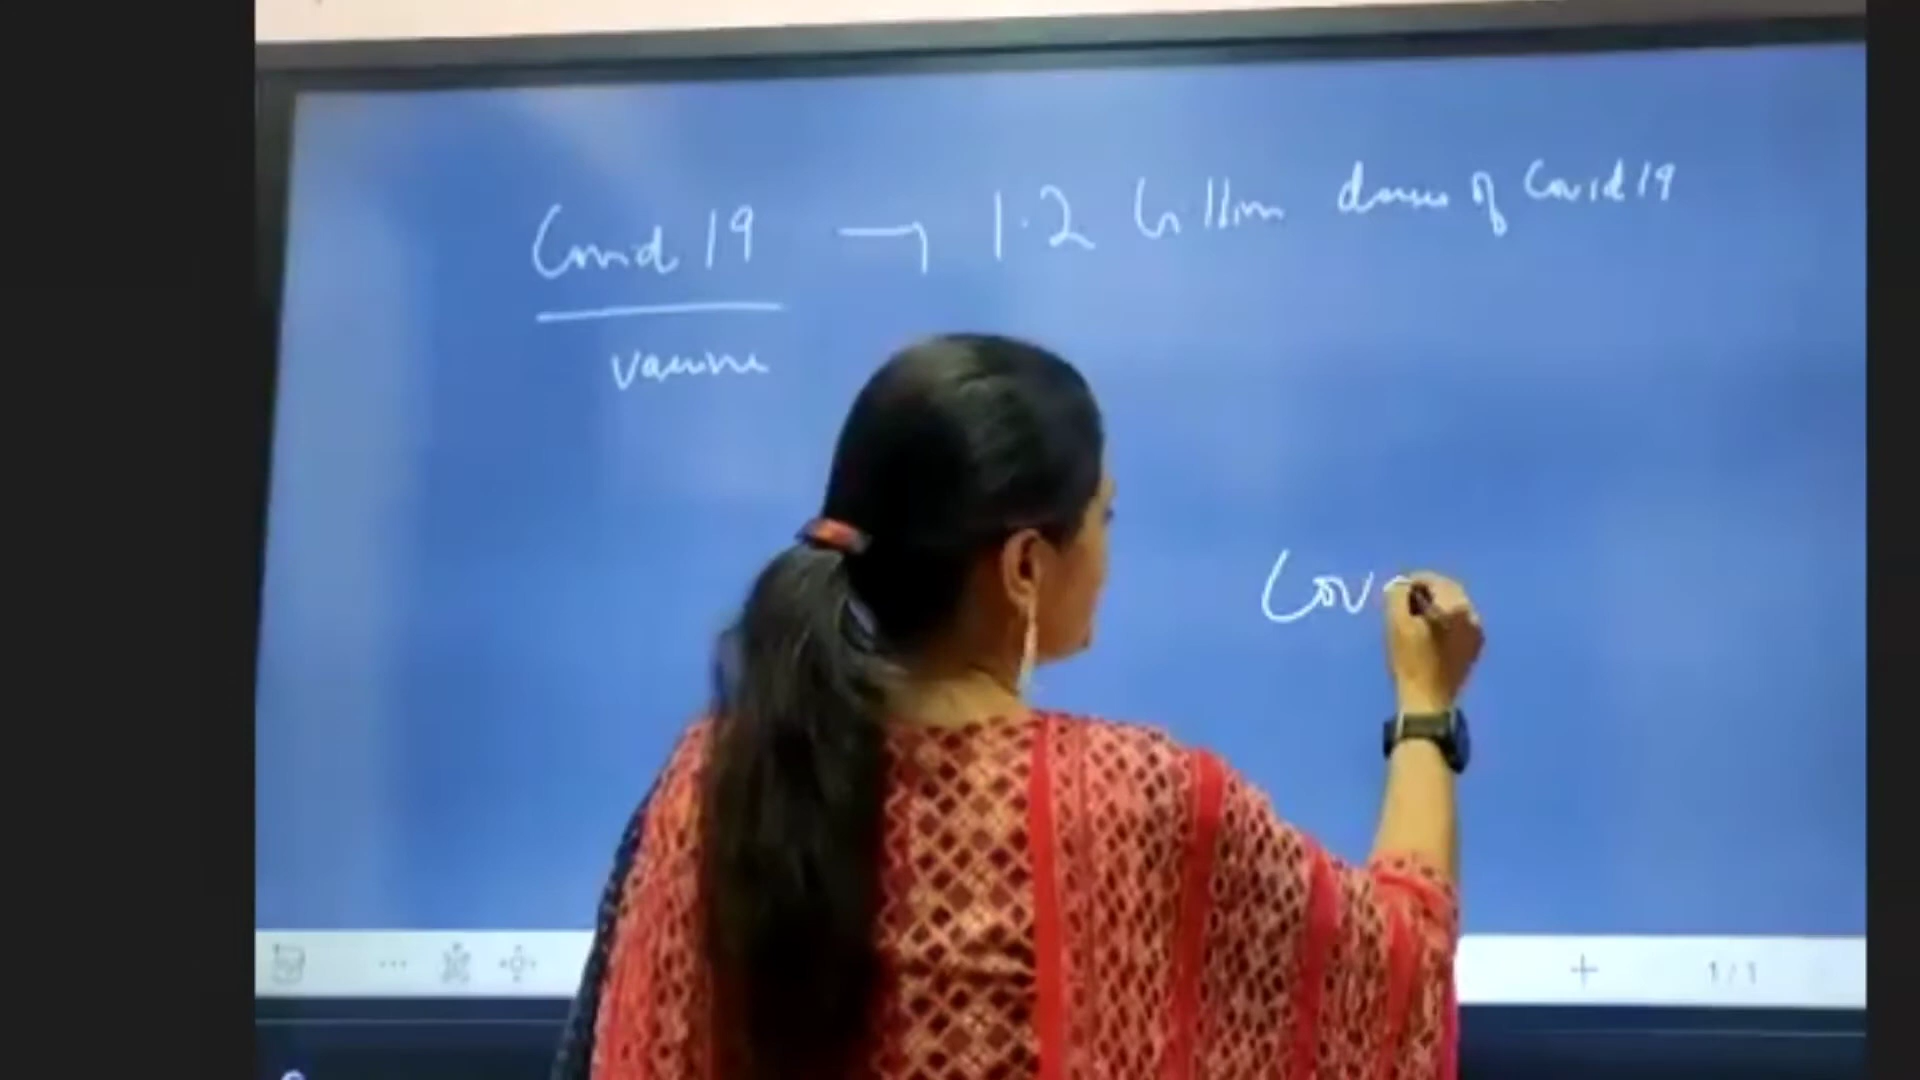 Covid 19 → 1.2 billion doses of Covid 19
vaccine
Cov
1/1